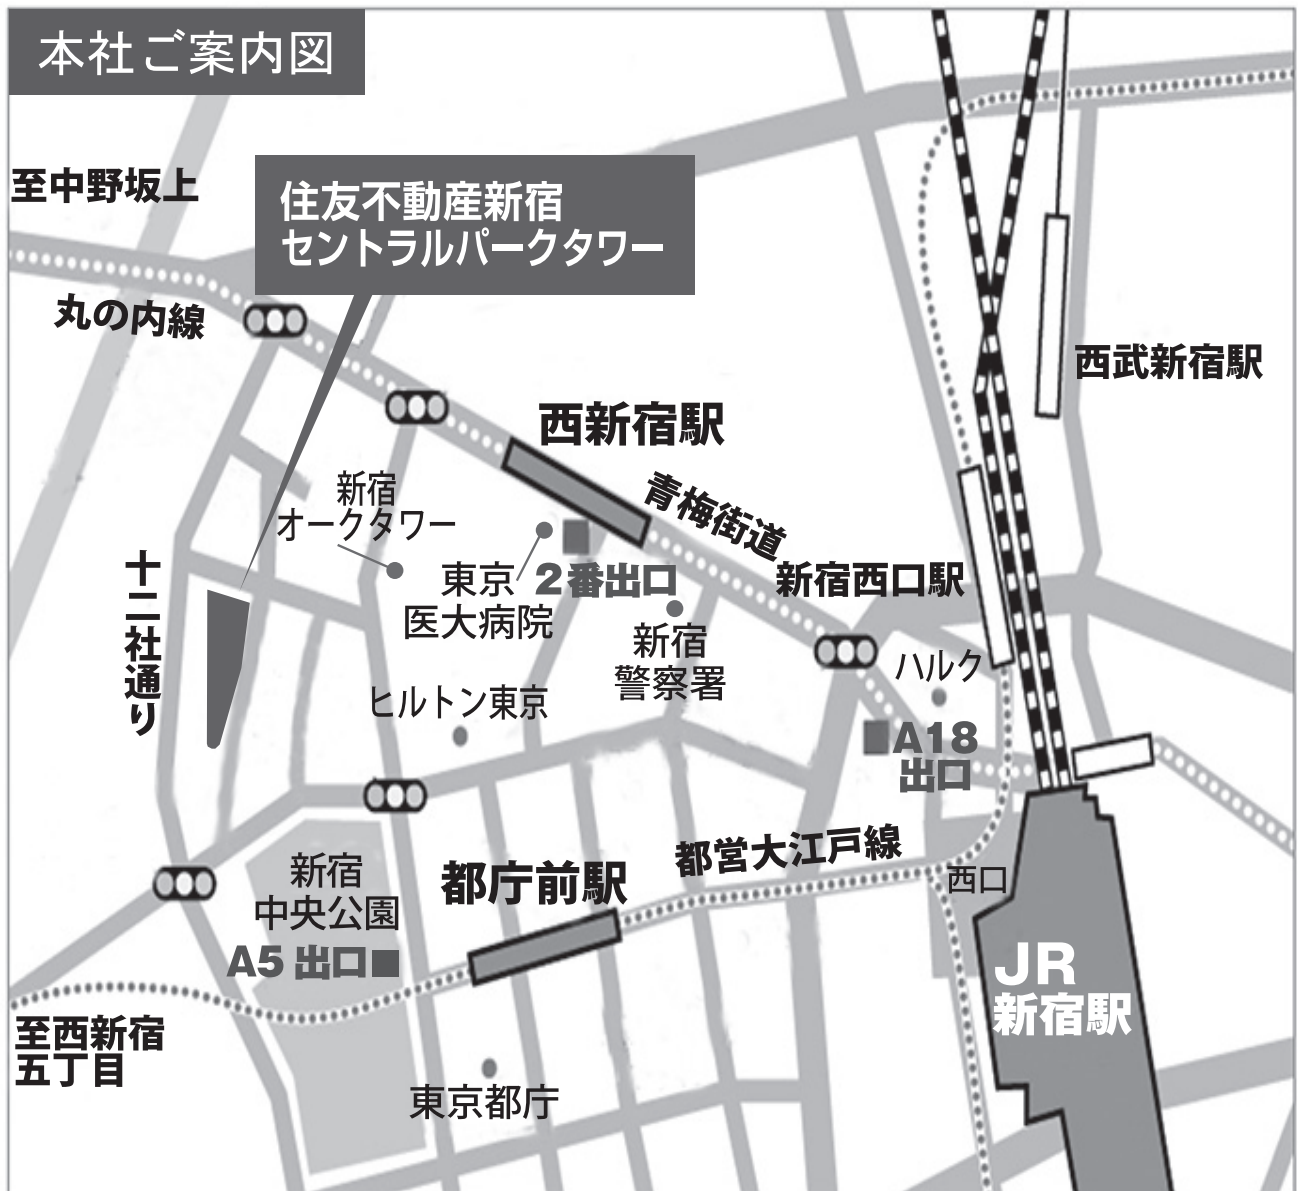 本社ご案内図
至中野坂上
住友不動産新宿
セントラルパークタワー
丸の内線
西武新宿駅
西新宿駅
新宿
オークタワー
青梅街道
十二社通り
東京
医大病院
2番出口
新宿西口駅
新宿
警察署
ハルク
ヒルトン東京
A18
出口
都営大江戸線
新宿
中央公園
都庁前駅
西口
A5 出口
JR
新宿駅
至西新宿
五丁目
東京都庁